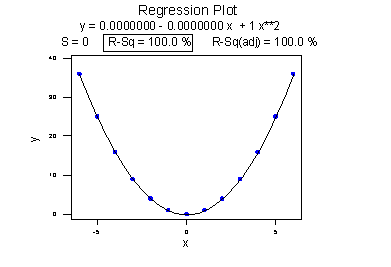 Regression Plot
y = 0.0000000 - 0.0000000 x + 1 x**2
S = 0 R-Sq = 100.0 % R-Sq(adj) = 100.0 %
40
30
20
10
0
y
-5 0 5
x